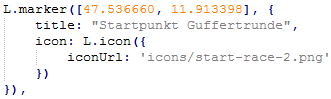 L.marker([47.536660, 11.913398], {
    title: "Startpunkt Guffertrunde",
    icon: L.icon({
        iconUrl: 'icons/start-race-2.png'
    })
}),